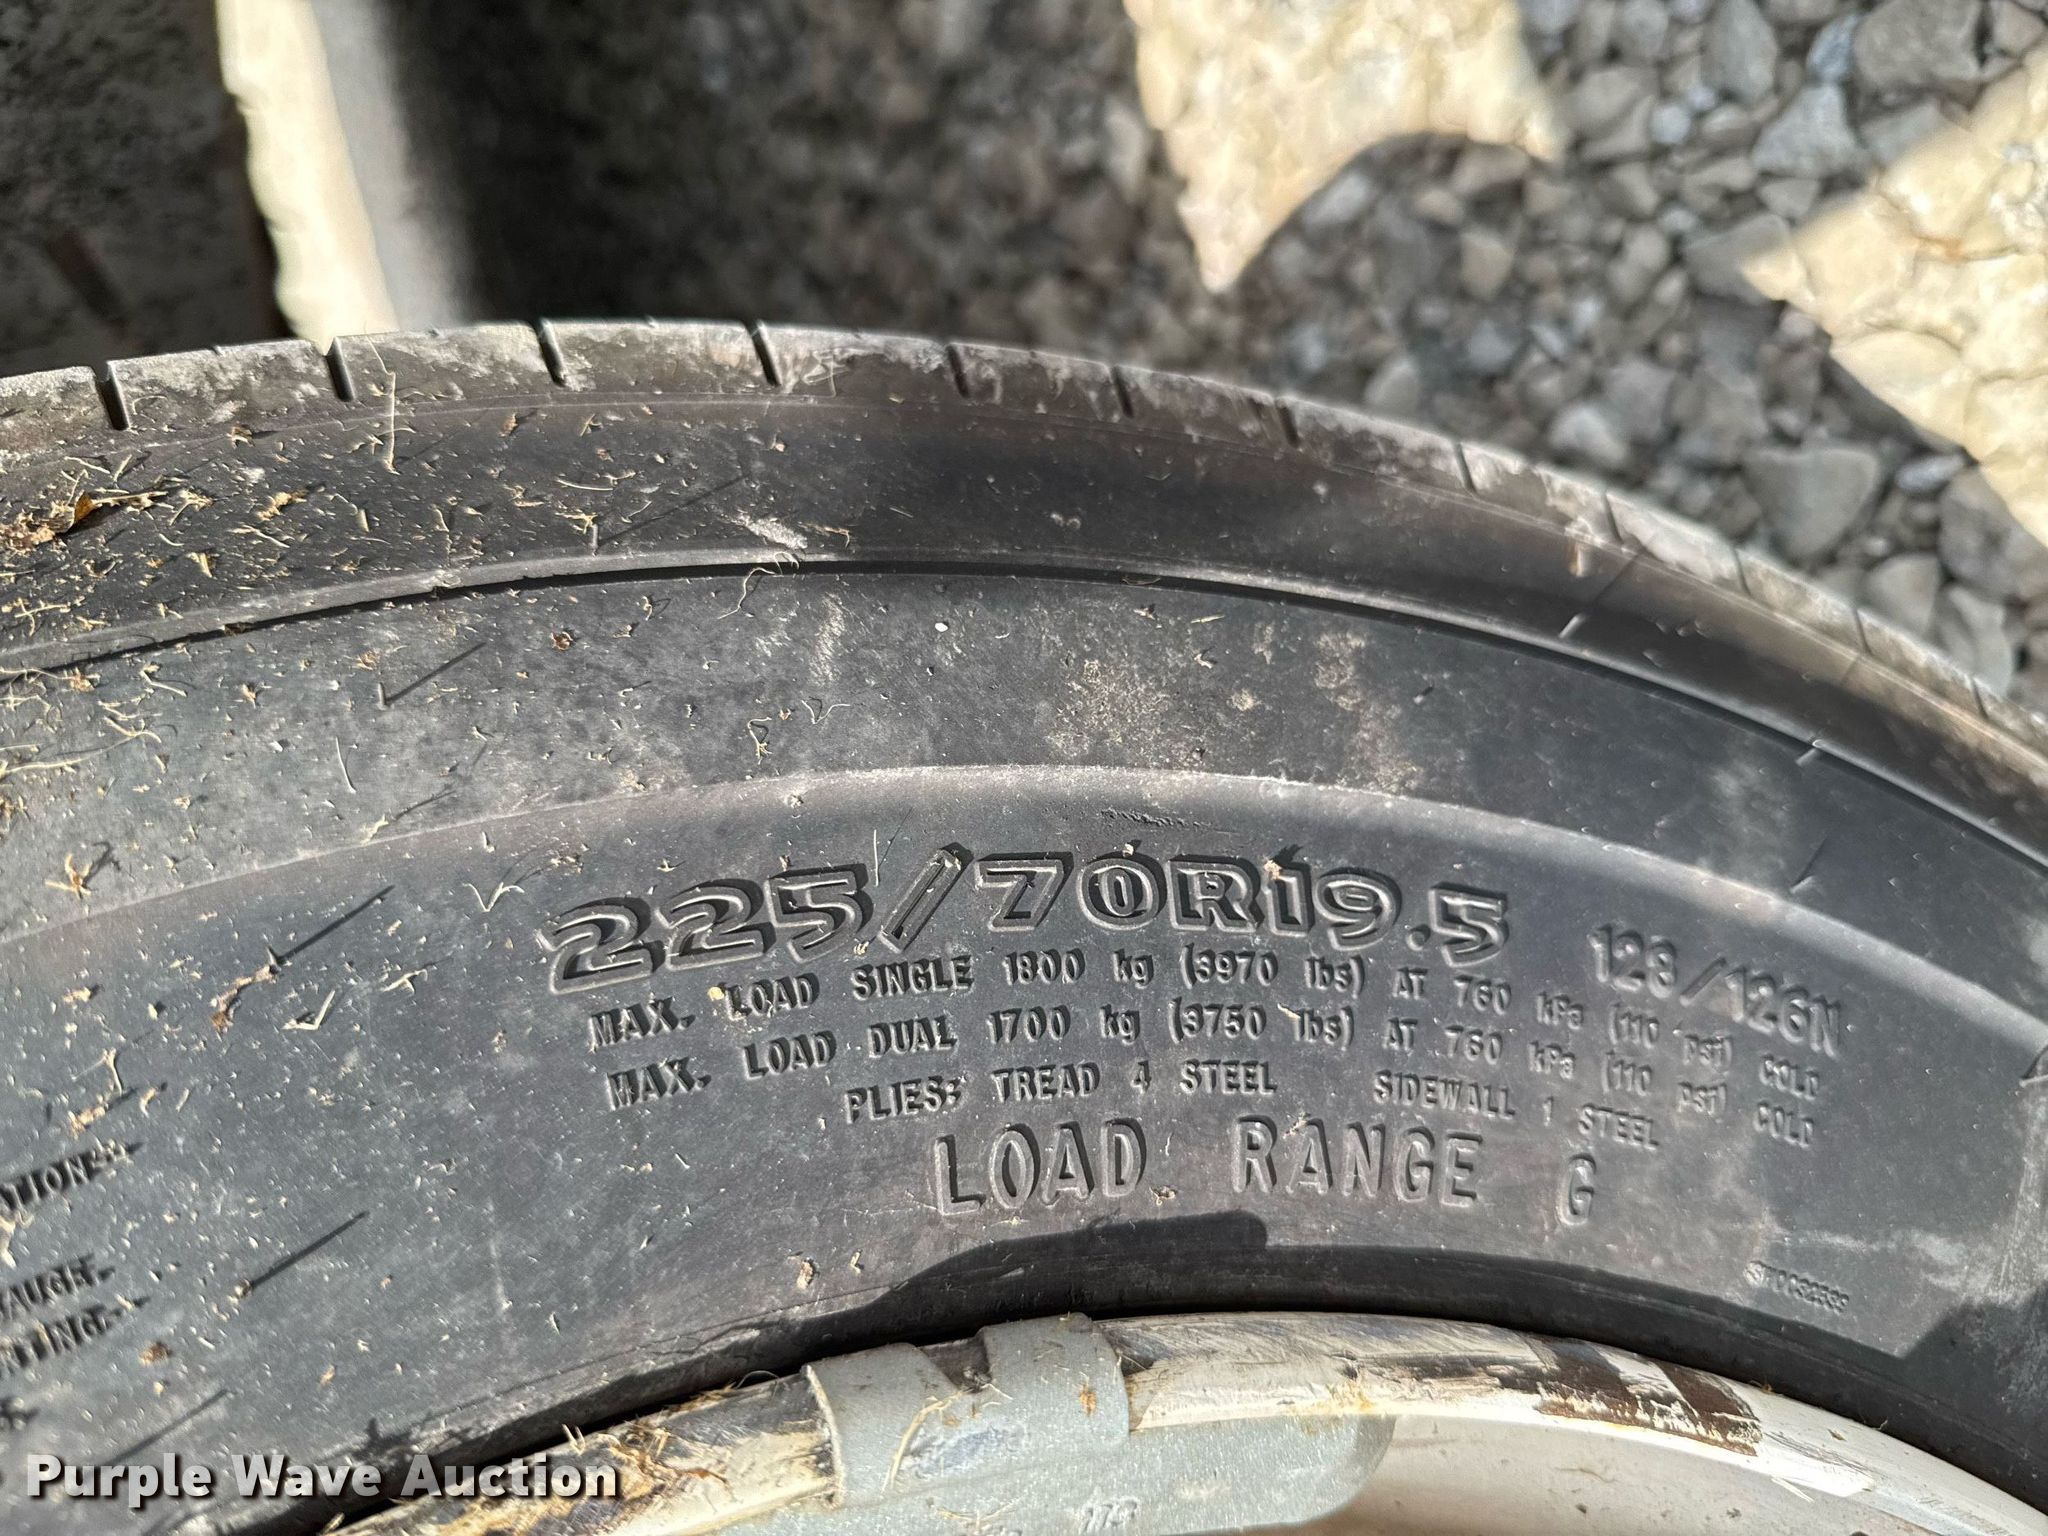 225/70R19.5 128/126N
MAX. LOAD SINGLE 1800 kg (3970 lbs) AT 760 kPa (110 psi) COLD
MAX. LOAD DUAL 1700 kg (3750 lbs) AT 760 kPa (110 psi) COLD
PLIES: TREAD 4 STEEL SIDEWALL 1 STEEL
LOAD RANGE G
Purple Wave Auction